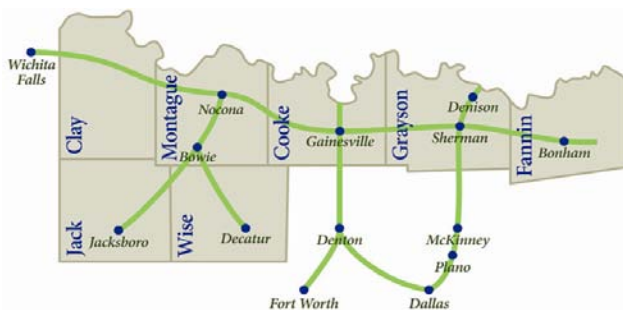 Wichita
Falls
Clay
Montague
Nocona
Bowie
Cooke
Gainesville
Grayson
Denison
Sherman
Fannin
Bonham
Jack
Jacksboro
Wise
Decatur
Denton
McKinney
Plano
Fort Worth
Dallas